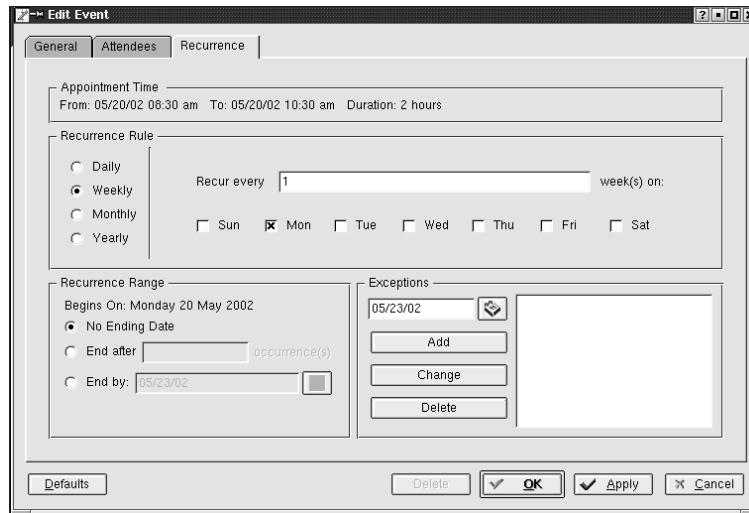 Edit Event
General Attendees Recurrence
Appointment Time
From: 05/20/02 08:30 am To: 05/20/02 10:30 am Duration: 2 hours
Recurrence Rule
Daily
Weekly
Monthly
Yearly
Recur every 1 week(s) on:
Sun Mon Tue Wed Thu Fri Sat
Recurrence Range
Begins On: Monday 20 May 2002
No Ending Date
End after occurrence(s)
End by: 05/23/02
Exceptions
05/23/02
Add
Change
Delete
Defaults Delete OK Apply Cancel